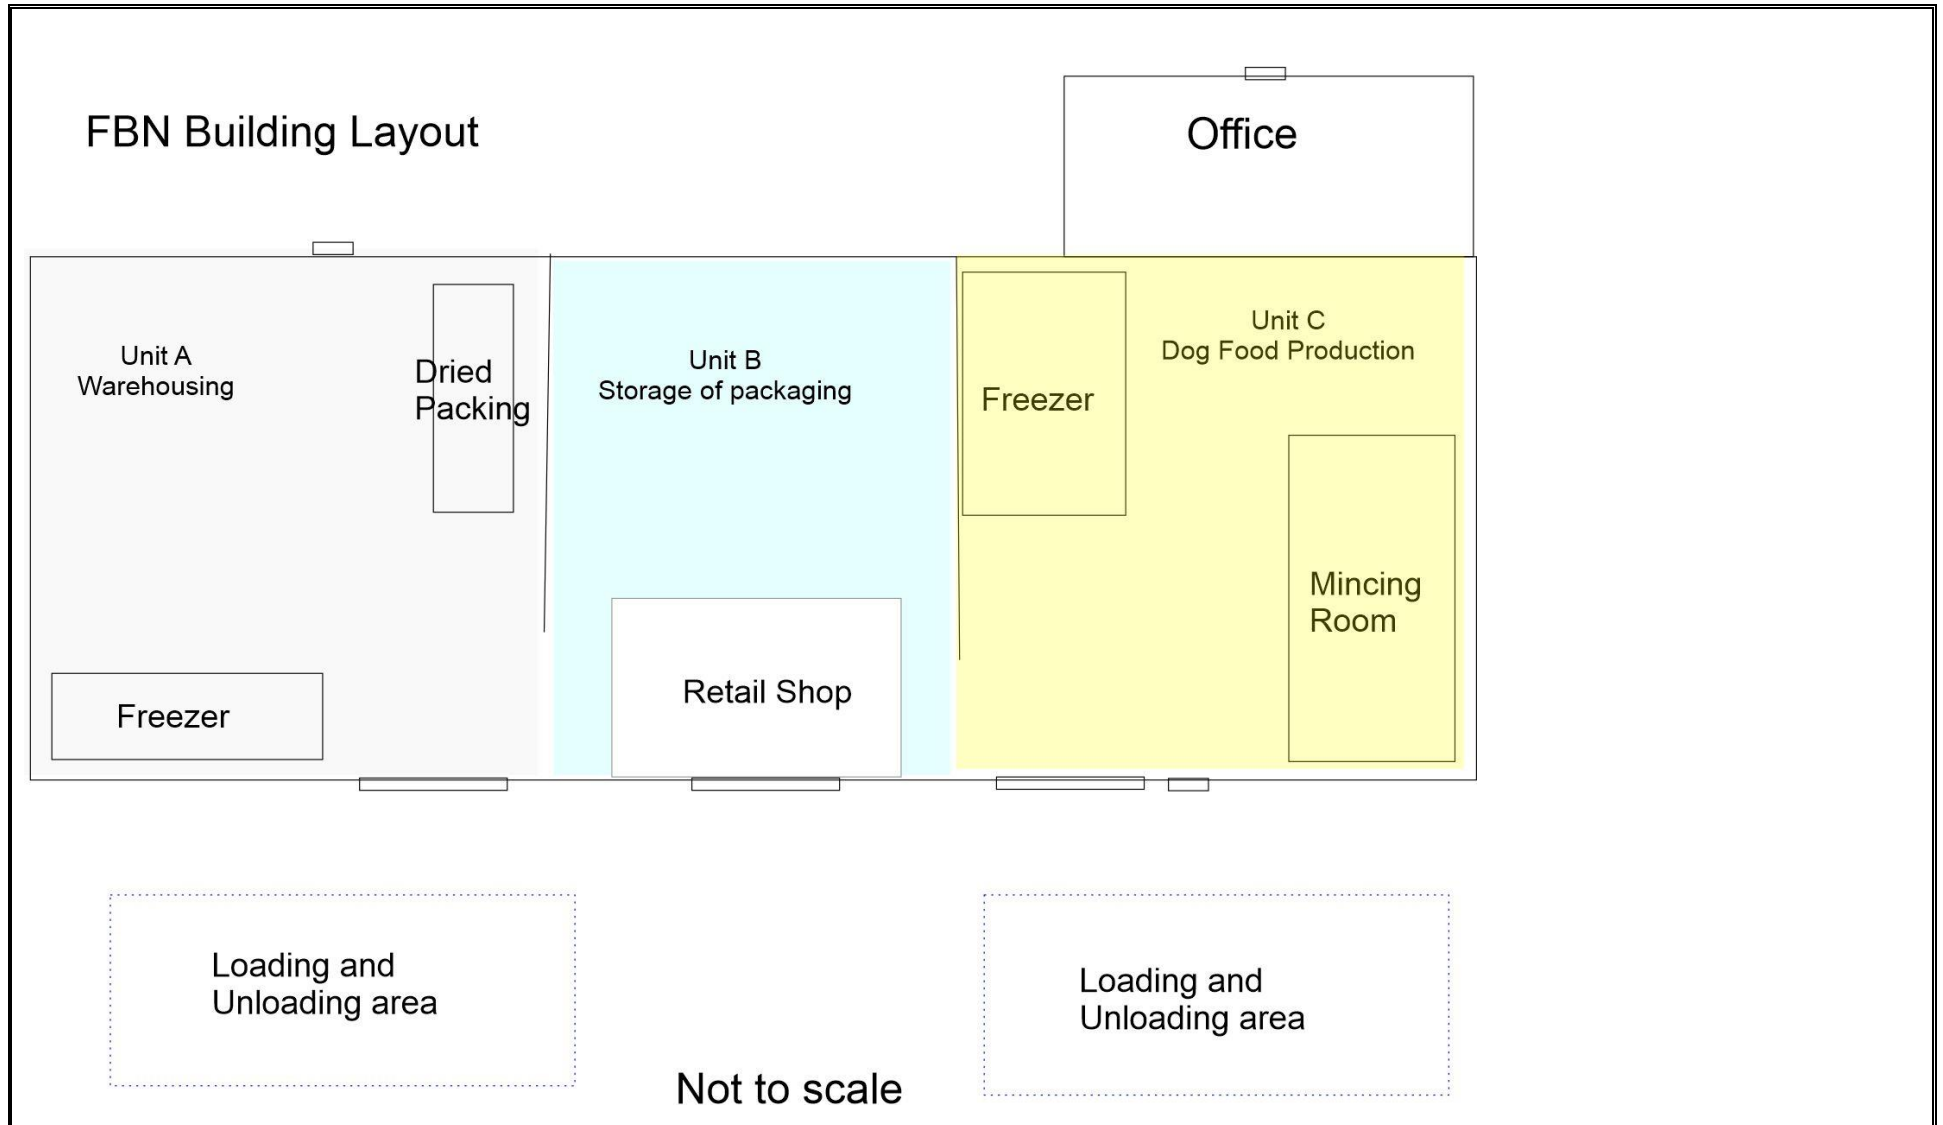 FBN Building Layout
Office
Unit A
Warehousing
Dried
Packing
Freezer
Unit B
Storage of packaging
Retail Shop
Unit C
Dog Food Production
Freezer
Mincing
Room
Loading and
Unloading area
Loading and
Unloading area
Not to scale